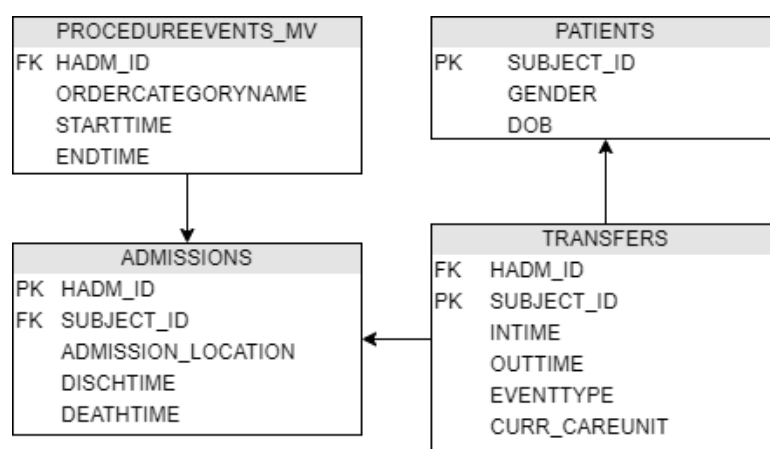 PROCEDUREEVENTS_MV
FK HADM_ID
ORDERCATEGORYNAME
STARTTIME
ENDTIME
PATIENTS
PK SUBJECT_ID
GENDER
DOB
ADMISSIONS
PK HADM_ID
FK SUBJECT_ID
ADMISSION_LOCATION
DISCHTIME
DEATHTIME
TRANSFERS
FK HADM_ID
PK SUBJECT_ID
INTIME
OUTTIME
EVENTTYPE
CURR_CAREUNIT